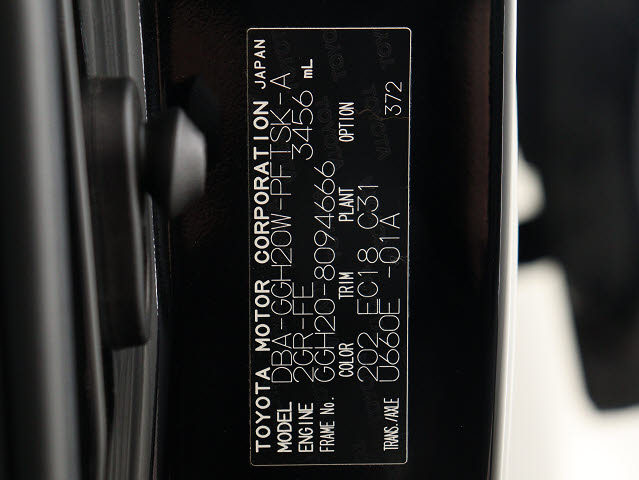 TOYOTA MOTOR CORPORATION JAPAN
MODEL DBA-GGH20W-PFTSK-A
ENGINE 2GR-FE 3456 mL
FRAME No. GGH20-8094666
COLOR TRIM PLANT OPTION
202 EC18 C31
TRANS./AXLE U660E -01A 372